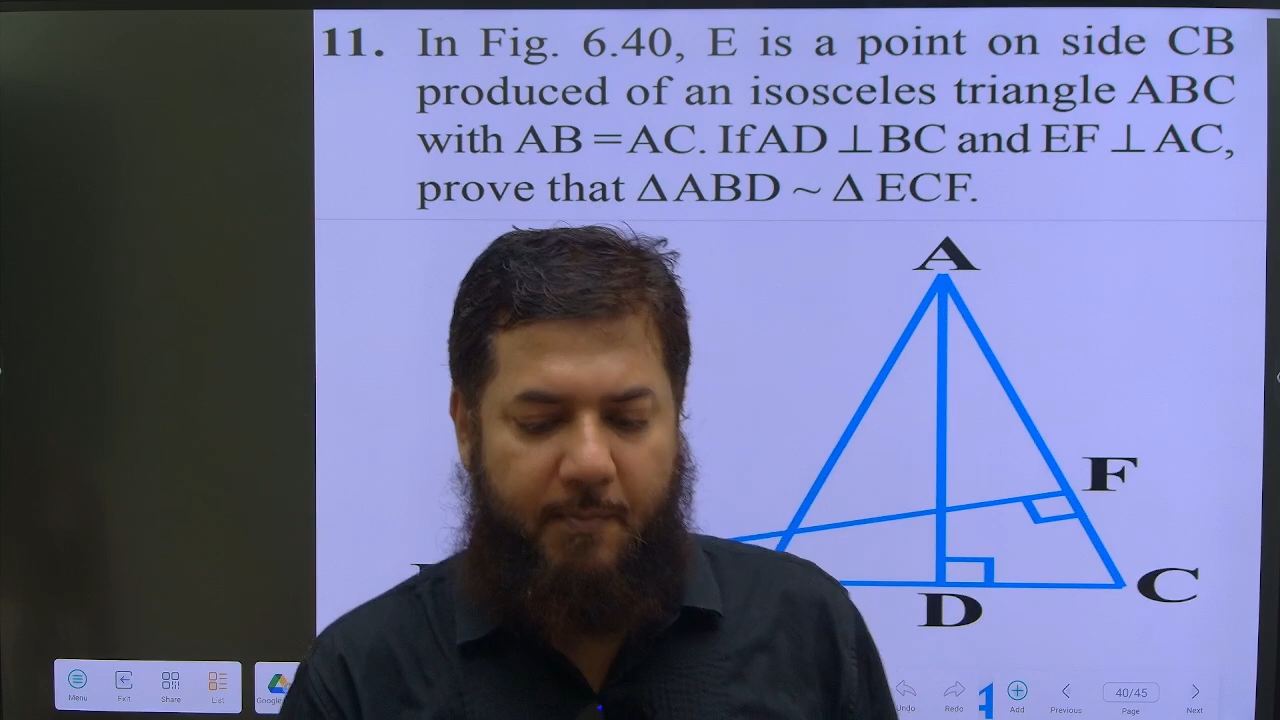 11. In Fig. 6.40, E is a point on side CB
produced of an isosceles triangle ABC
with AB = AC. If AD ⊥ BC and EF ⊥ AC,
prove that Δ ABD ~ Δ ECF.
A
F
C
D
Menu
Exit
Share
List
Google
Undo
Redo
1
Add
Previous
40/45
Page
Next